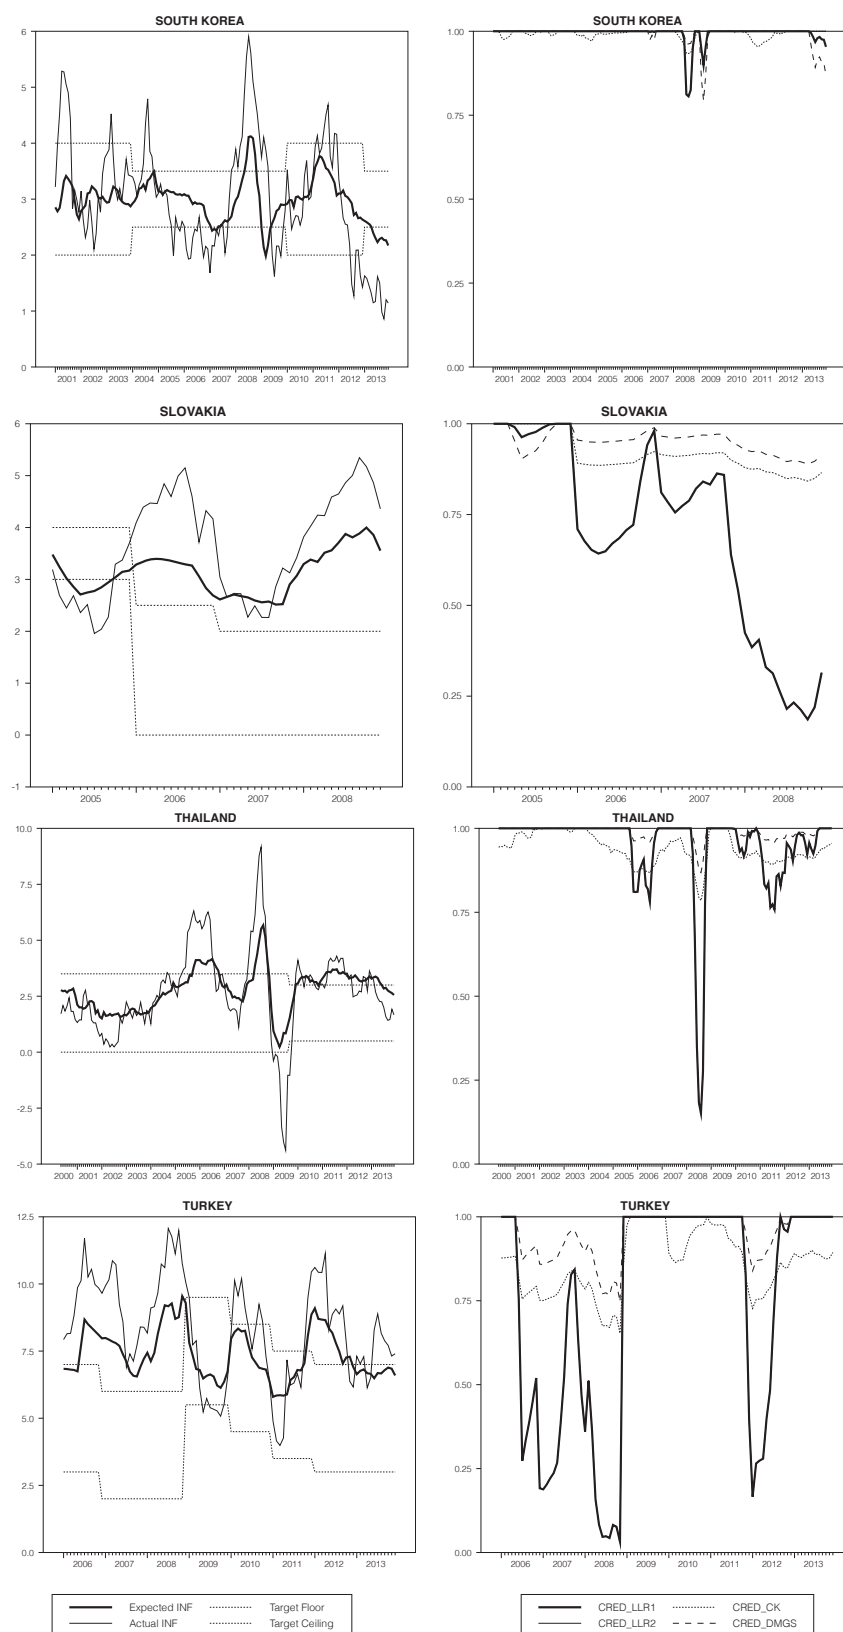 SOUTH KOREA
6
5
4
3
2
1
0
2001 2002 2003 2004 2005 2006 2007 2008 2009 2010 2011 2012 2013
SOUTH KOREA
1.00
0.75
0.50
0.25
0.00
2001 2002 2003 2004 2005 2006 2007 2008 2009 2010 2011 2012 2013
SLOVAKIA
6
5
4
3
2
1
0
-1
2005 2006 2007 2008
SLOVAKIA
1.00
0.75
0.50
0.25
0.00
2005 2006 2007 2008
THAILAND
10.0
7.5
5.0
2.5
0.0
-2.5
-5.0
2000 2001 2002 2003 2004 2005 2006 2007 2008 2009 2010 2011 2012 2013
THAILAND
1.00
0.75
0.50
0.25
0.00
2000 2001 2002 2003 2004 2005 2006 2007 2008 2009 2010 2011 2012 2013
TURKEY
12.5
10.0
7.5
5.0
2.5
0.0
2006 2007 2008 2009 2010 2011 2012 2013
TURKEY
1.00
0.75
0.50
0.25
0.00
2006 2007 2008 2009 2010 2011 2012 2013
Expected INF Target Floor
Actual INF Target Ceiling
CRED_LLR1 CRED_CK
CRED_LLR2 CRED_DMGS